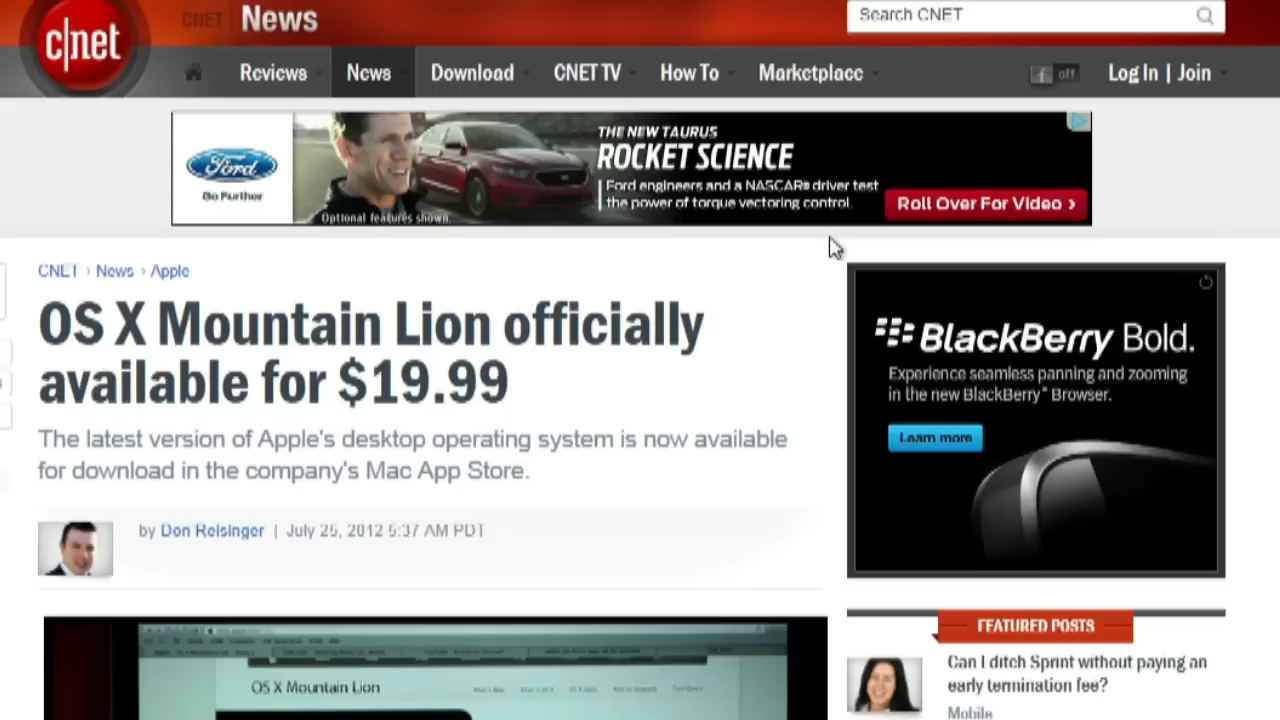 c|net
CNET News
Search CNET
Reviews News Download CNET TV How To Marketplace
f off
Log In | Join
Ford
Go Further
Optional features shown.
THE NEW TAURUS
ROCKET SCIENCE
Ford engineers and a NASCAR® driver test
the power of torque vectoring control.
Roll Over For Video ›
CNET › News › Apple
OS X Mountain Lion officially
available for $19.99
The latest version of Apple's desktop operating system is now available
for download in the company's Mac App Store.
by Don Reisinger | July 25, 2012 5:37 AM PDT
OS X Mountain Lion
BlackBerry Bold.
Experience seamless panning and zooming
in the new BlackBerry® Browser.
Learn more
FEATURED POSTS
Can I ditch Sprint without paying an
early termination fee?
Mobile